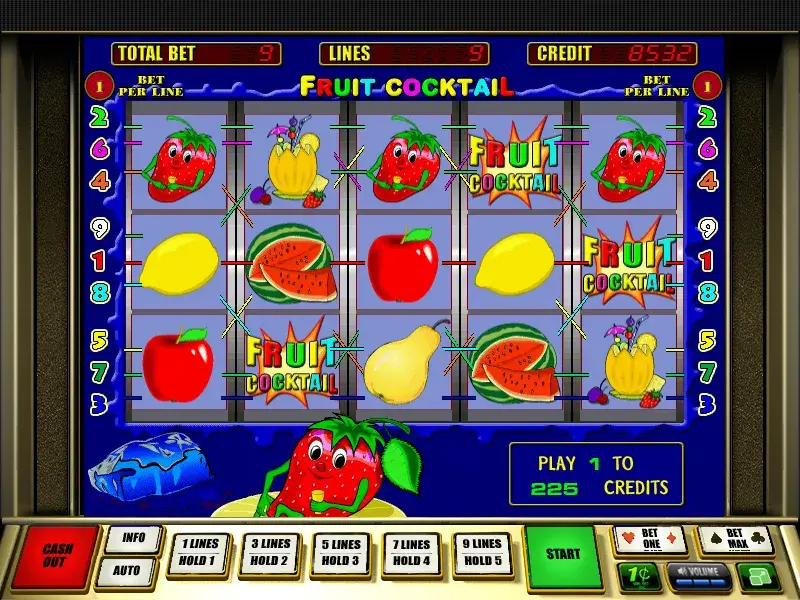 TOTAL BET 9 LINES 9 CREDIT 8532
1 BET PER LINE FRUIT COCKTAIL BET PER LINE 1
2 2
6 6
4 FRUIT COCKTAIL 4
9 9
1 FRUIT COCKTAIL 1
8 8
5 5
7 FRUIT COCKTAIL 7
3 3
PLAY 1 TO
225 CREDITS
CASH OUT
INFO
AUTO
1 LINES
HOLD 1
3 LINES
HOLD 2
5 LINES
HOLD 3
7 LINES
HOLD 4
9 LINES
HOLD 5
START
BET ONE
BET MAX
1¢
VOLUME